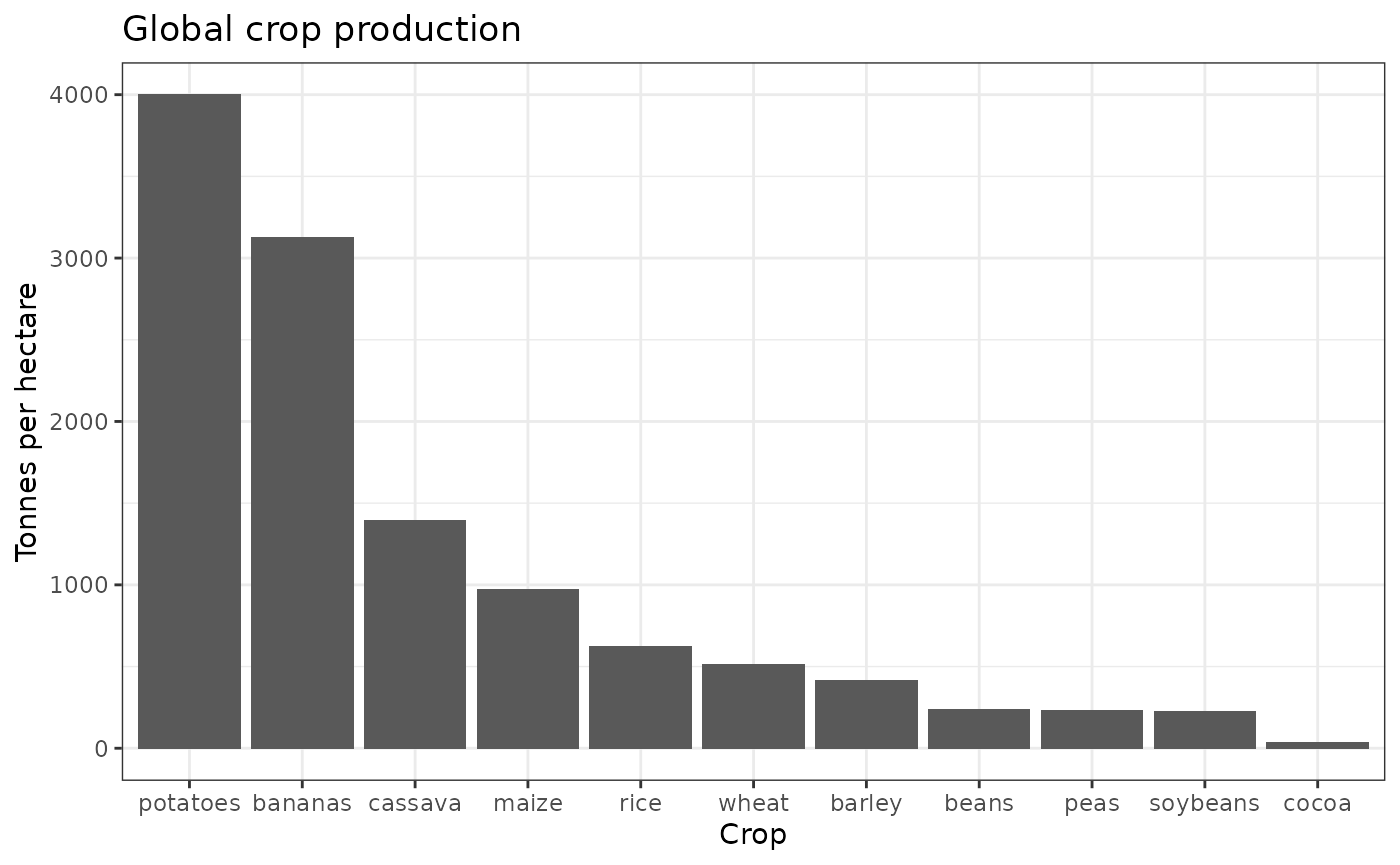 Global crop production
Tonnes per hectare
4000
3000
2000
1000
0
potatoes bananas cassava maize rice wheat barley beans peas soybeans cocoa
Crop